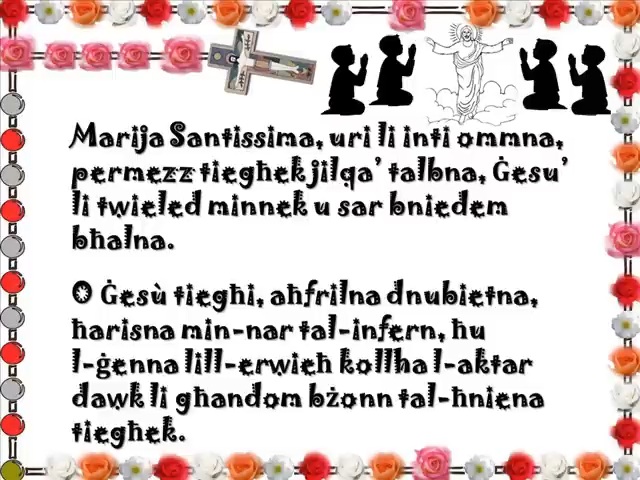 Marija Santissima, uri li inti ommna,
permezz tiegħek jilqa’ talbna, Ġesu’
li twieled minnek u sar bniedem
bħalna.
O Ġesù tiegħi, aħfrilna dnubietna,
ħarisna min-nar tal-infern, ħu
l-ġenna lill-erwieħ kollha l-aktar
dawk li għandom bżonn tal-ħniena
tiegħek.